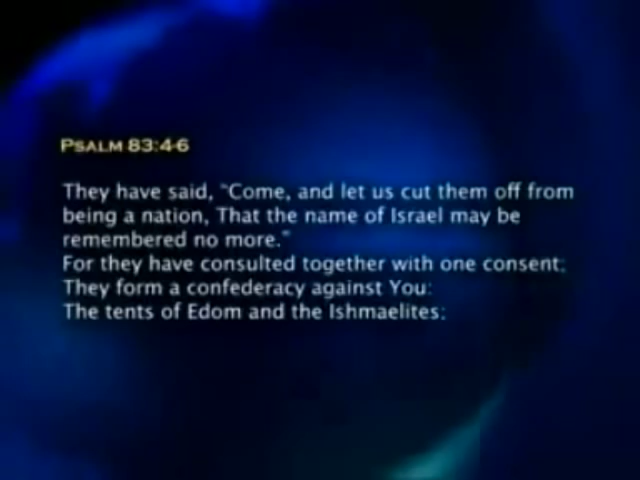 PSALM 83:4-6
They have said, "Come, and let us cut them off from
being a nation, That the name of Israel may be
remembered no more."
For they have consulted together with one consent;
They form a confederacy against You:
The tents of Edom and the Ishmaelites;